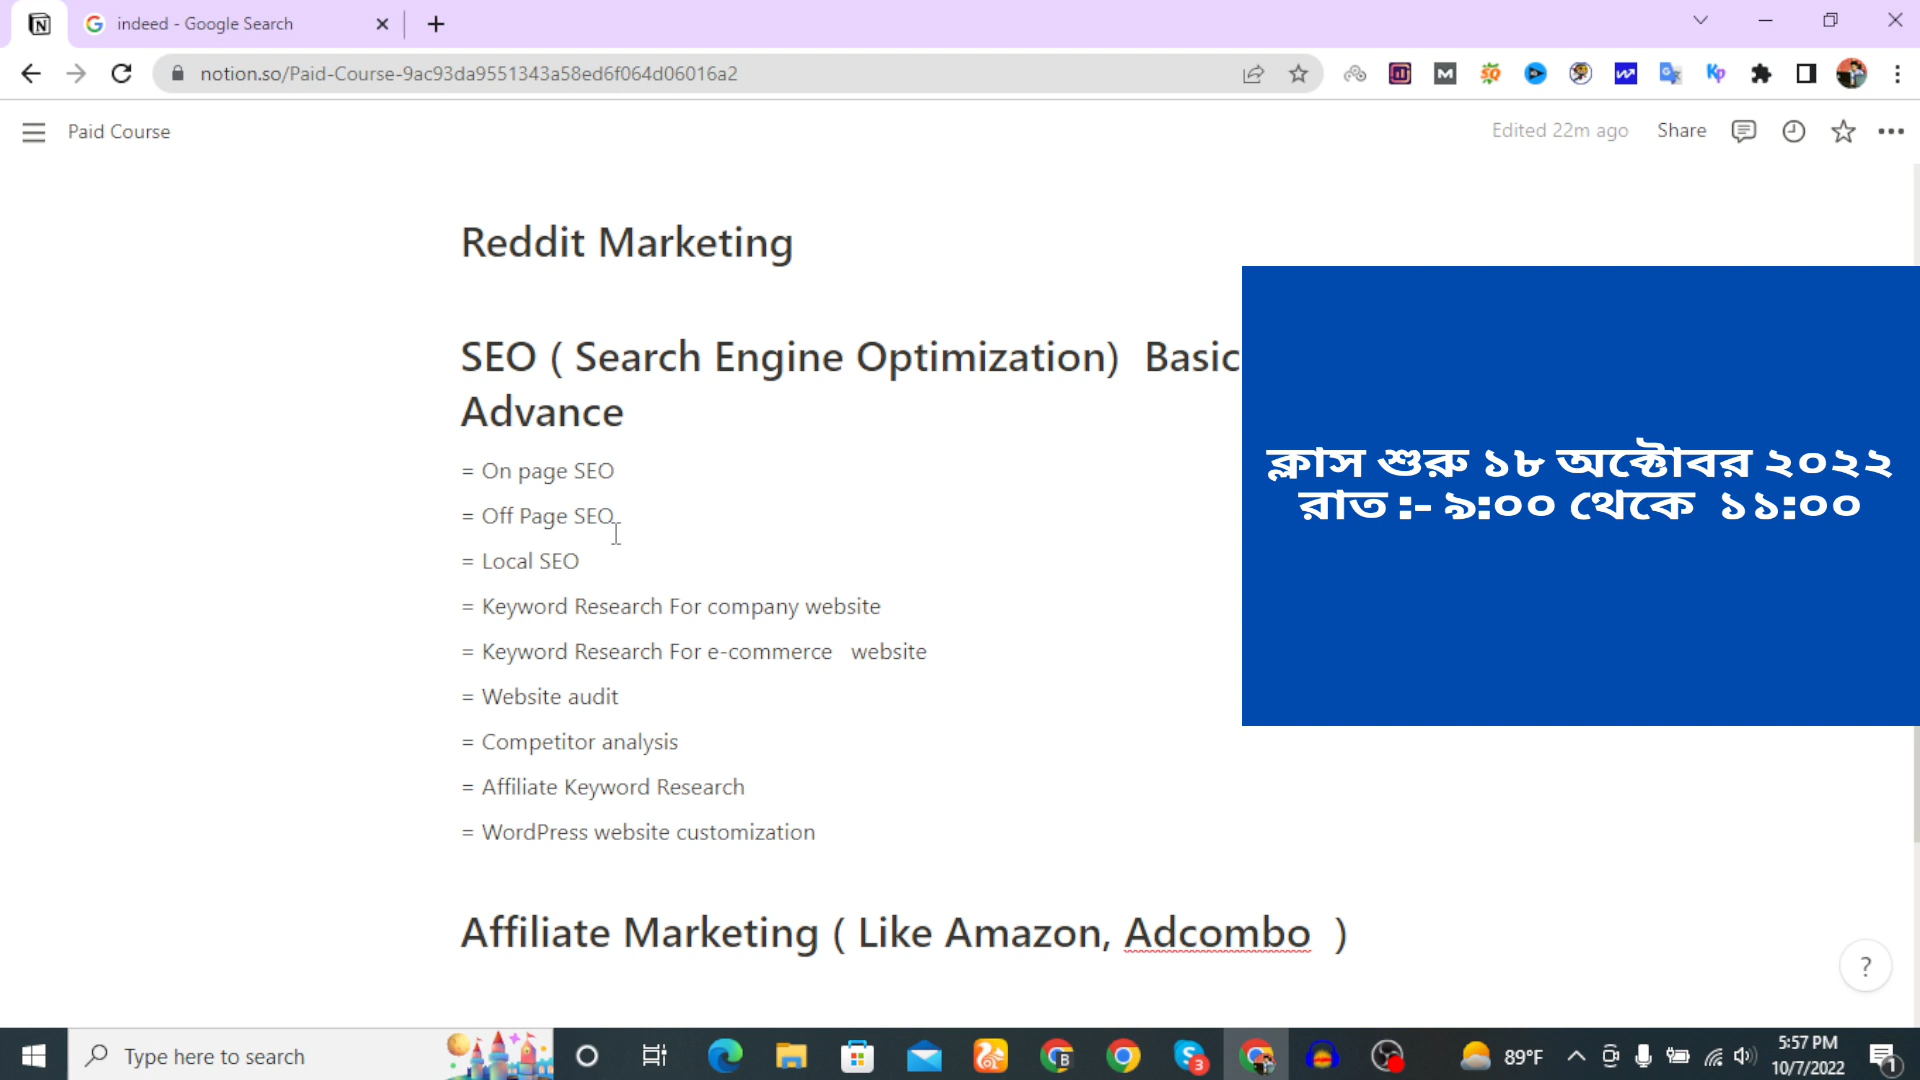 indeed - Google Search
notion.so/Paid-Course-9ac93da9551343a58ed6f064d06016a2
Paid Course
Edited 22m ago
Share
Reddit Marketing
SEO ( Search Engine Optimization)  Basic
Advance
= On page SEO
= Off Page SEO
= Local SEO
= Keyword Research For company website
= Keyword Research For e-commerce   website
= Website audit
= Competitor analysis
= Affiliate Keyword Research
= WordPress website customization
Affiliate Marketing ( Like Amazon, Adcombo  )
ক্লাস শুরু ১৮ অক্টোবর ২০২২
রাত :- ৯:০০ থেকে  ১১:০০
?
Type here to search
3
89°F
5:57 PM
10/7/2022
1